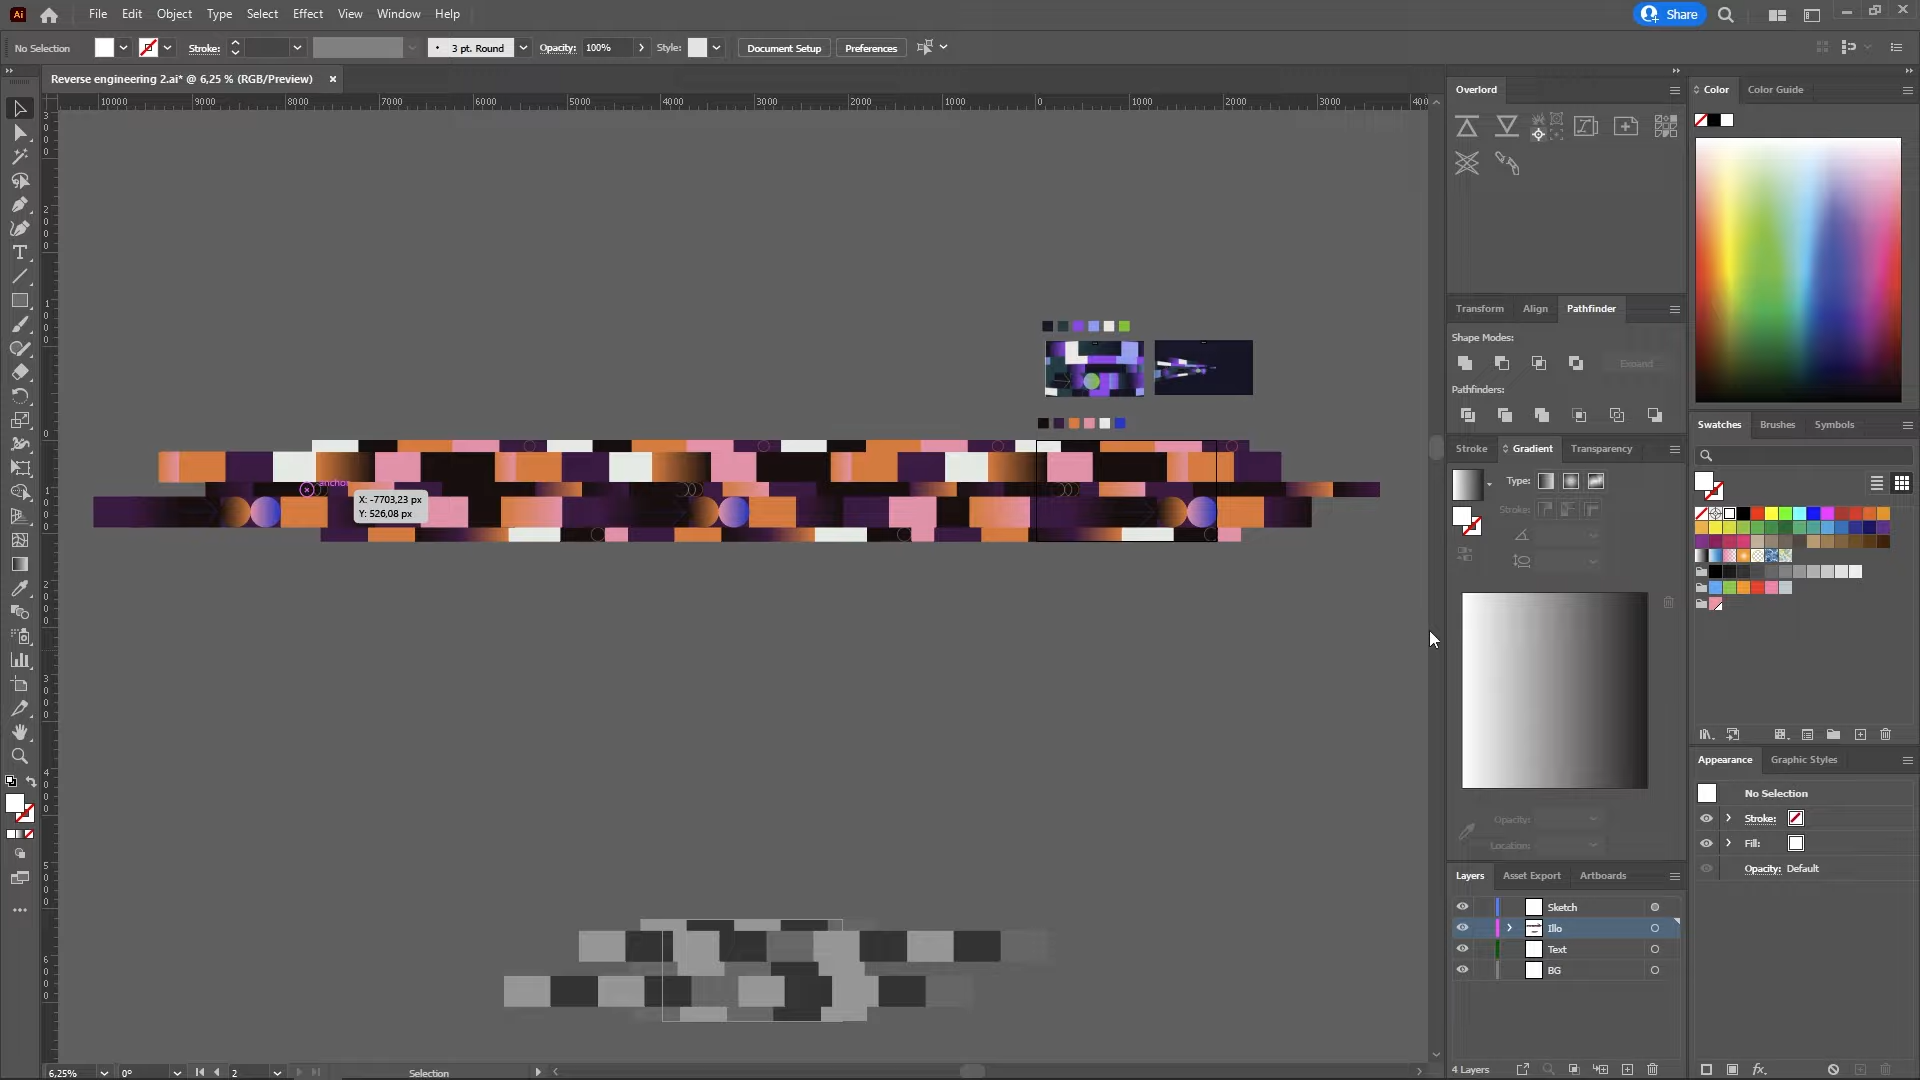 Ai File Edit Object Type Select Effect View Window Help Share
No Selection Stroke: 3 pt. Round Opacity: 100% Style: Document Setup Preferences
Reverse engineering 2.ai* @ 6,25 % (RGB/Preview)
10000 9000 8000 7000 6000 5000 4000 3000 2000 1000 0 1000 2000 3000 400
anchor
X: -7703,23 px
Y: 526,08 px
Overlord
Transform Align Pathfinder
Shape Modes:
Expand
Pathfinders:
Stroke Gradient Transparency
Type:
Stroke:
Opacity:
Location:
Layers Asset Export Artboards
Sketch
Illo
Text
BG
4 Layers
Color Color Guide
Swatches Brushes Symbols
Appearance Graphic Styles
No Selection
Stroke:
Fill:
Opacity: Default
fx
6,25% 0° 2 Selection